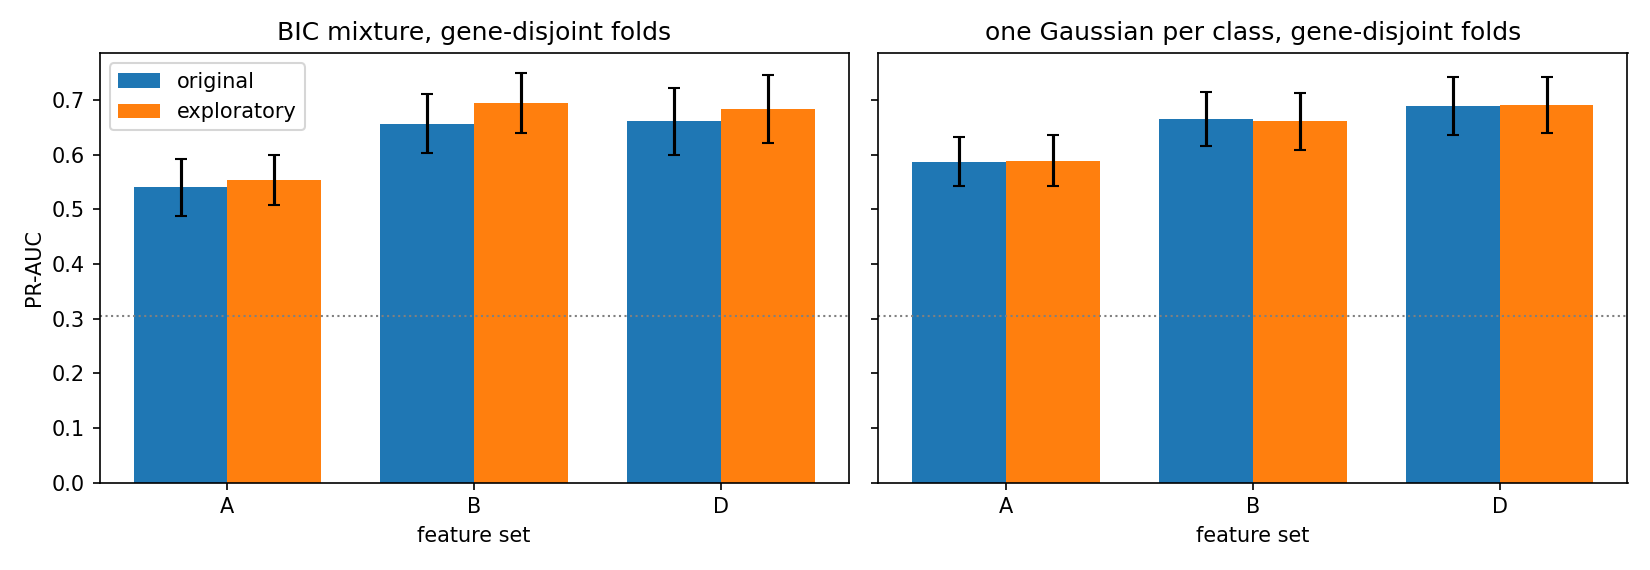 BIC mixture, gene-disjoint folds
original
exploratory
PR-AUC
0.7
0.6
0.5
0.4
0.3
0.2
0.1
0.0
A
B
D
feature set
one Gaussian per class, gene-disjoint folds
A
B
D
feature set